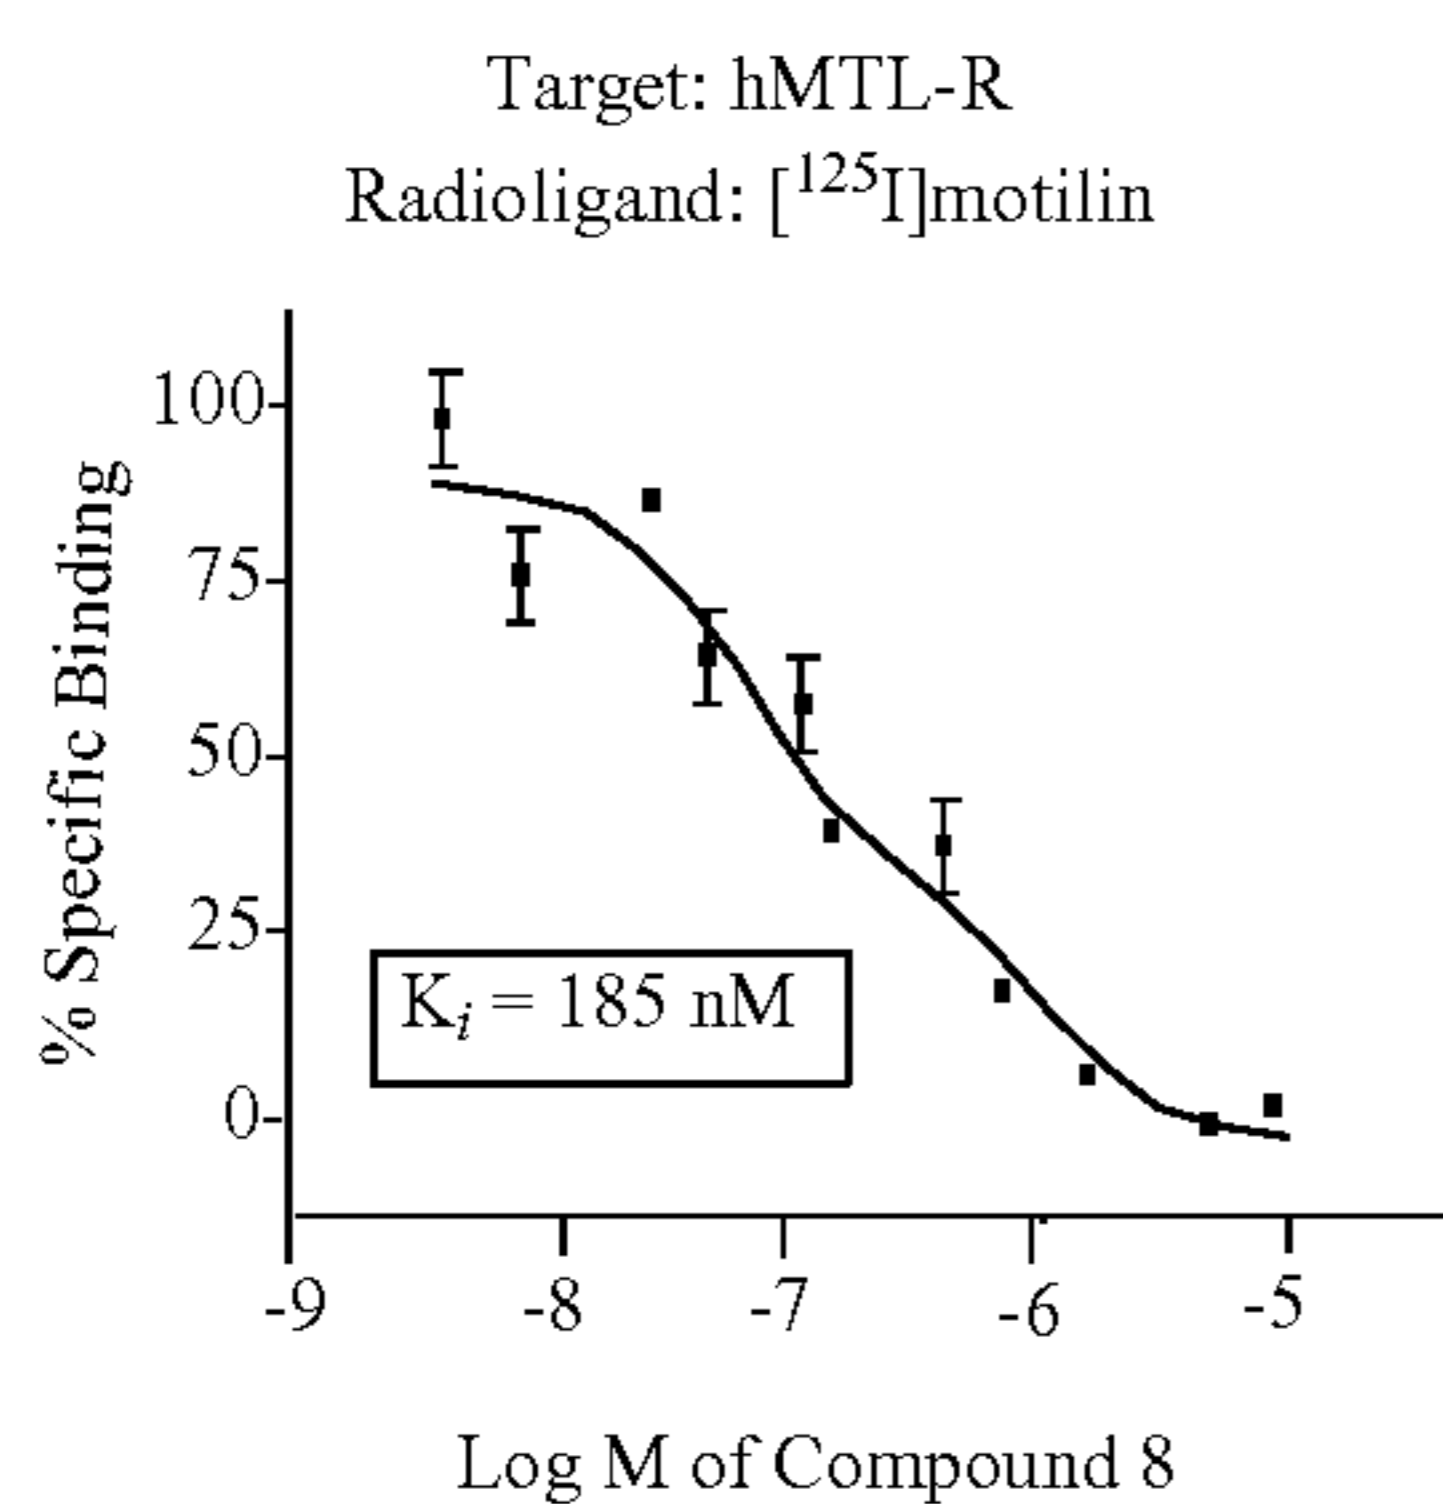 Target: hMTL-R
Radioligand: [¹²⁵I]motilin
% Specific Binding
100
75
50
25
0
Kᵢ = 185 nM
-9
-8
-7
-6
-5
Log M of Compound 8